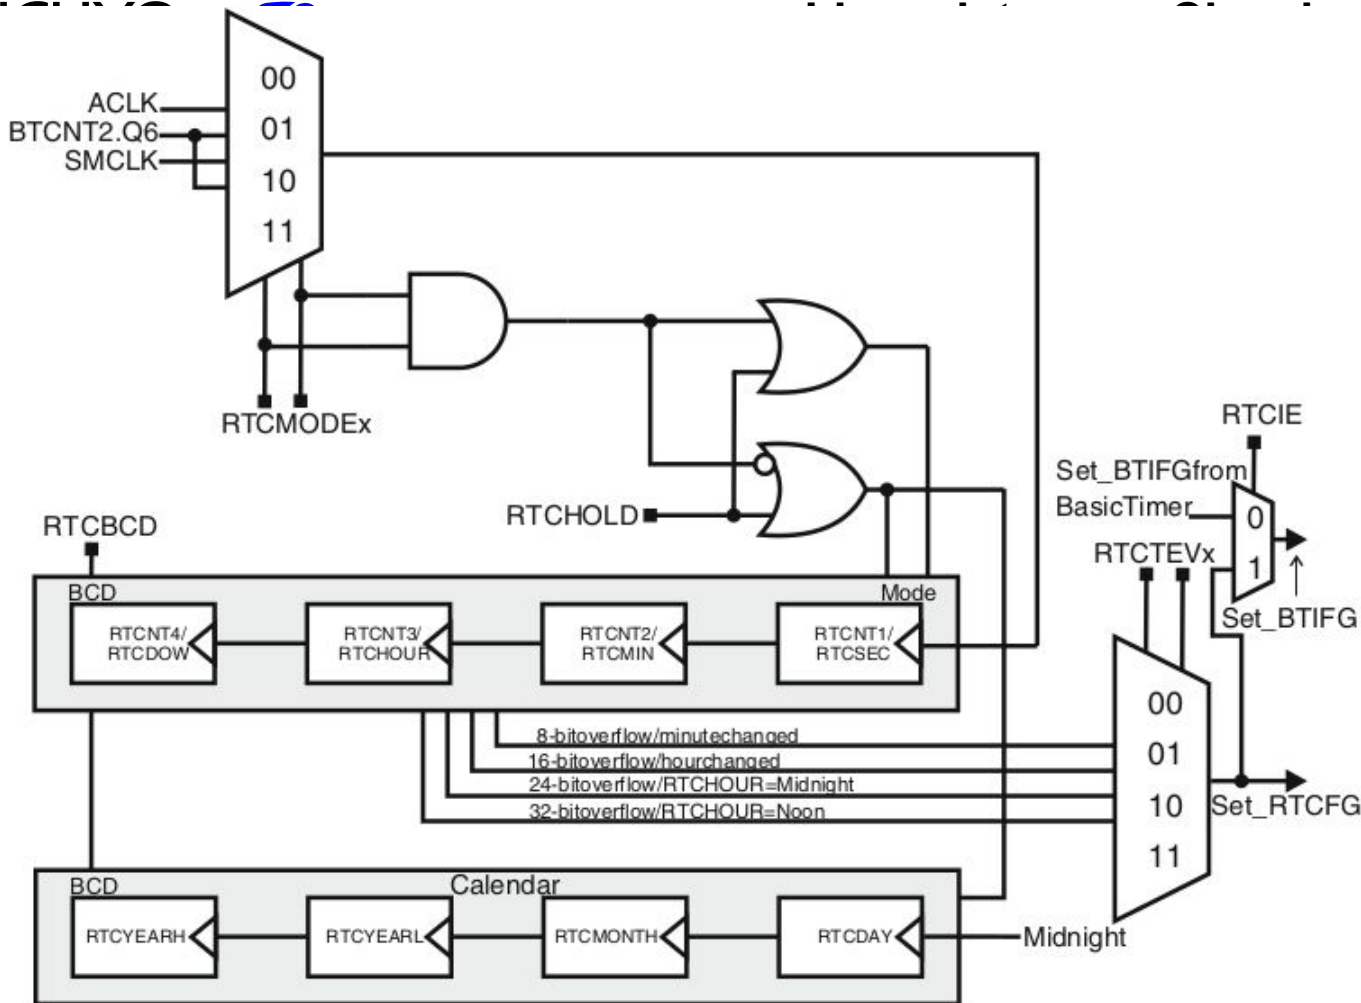 00
ACLK
BTCNT2.Q6
01
SMCLK
10
11
RTCMODEx
RTCIE
Set_BTIFGfrom
BasicTimer
0
RTCHOLD
RTCBCD
RTCTEVx
1
BCD
Mode
Set_BTIFG
RTCNT4/
RTCDOW
RTCNT3/
RTCHOUR
RTCNT2/
RTCMIN
RTCNT1/
RTCSEC
00
8-bitoverflow/minutechanged
01
16-bitoverflow/hourchanged
24-bitoverflow/RTCHOUR=Midnight
10
32-bitoverflow/RTCHOUR=Noon
Set_RTCFG
11
BCD
Calendar
RTCYEARH
RTCYEARL
RTCMONTH
RTCDAY
Midnight